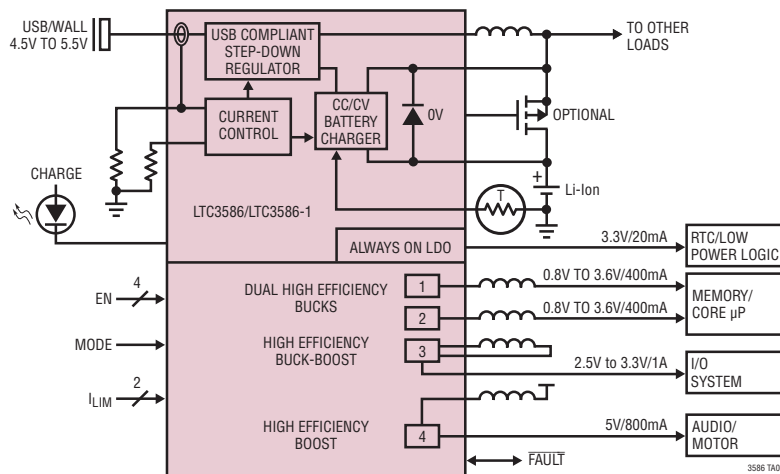 USB/WALL
4.5V TO 5.5V
USB COMPLIANT
STEP-DOWN
REGULATOR
TO OTHER
LOADS
CURRENT
CONTROL
CC/CV
BATTERY
CHARGER
0V
OPTIONAL
CHARGE
LTC3586/LTC3586-1
T
+
Li-Ion
ALWAYS ON LDO
3.3V/20mA
RTC/LOW
POWER LOGIC
EN
4
MODE
ILIM
2
DUAL HIGH EFFICIENCY
BUCKS
1
0.8V TO 3.6V/400mA
2
0.8V TO 3.6V/400mA
MEMORY/
CORE µP
HIGH EFFICIENCY
BUCK-BOOST
3
2.5V to 3.3V/1A
I/O
SYSTEM
HIGH EFFICIENCY
BOOST
4
5V/800mA
AUDIO/
MOTOR
FAULT